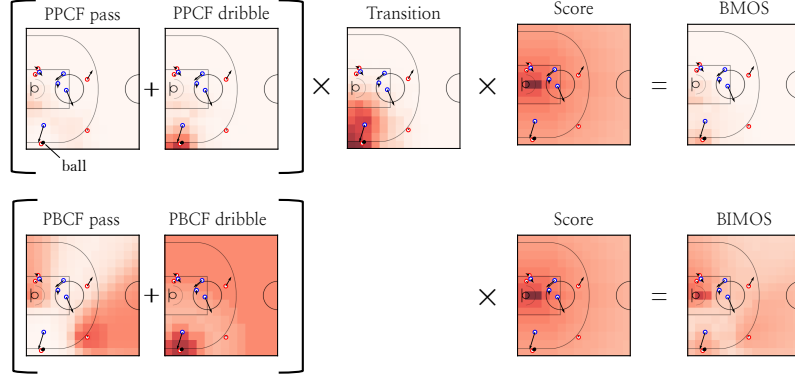 PPCF pass PPCF dribble Transition Score BMOS
+ × × =
ball
PBCF pass PBCF dribble Score BIMOS
+ × =